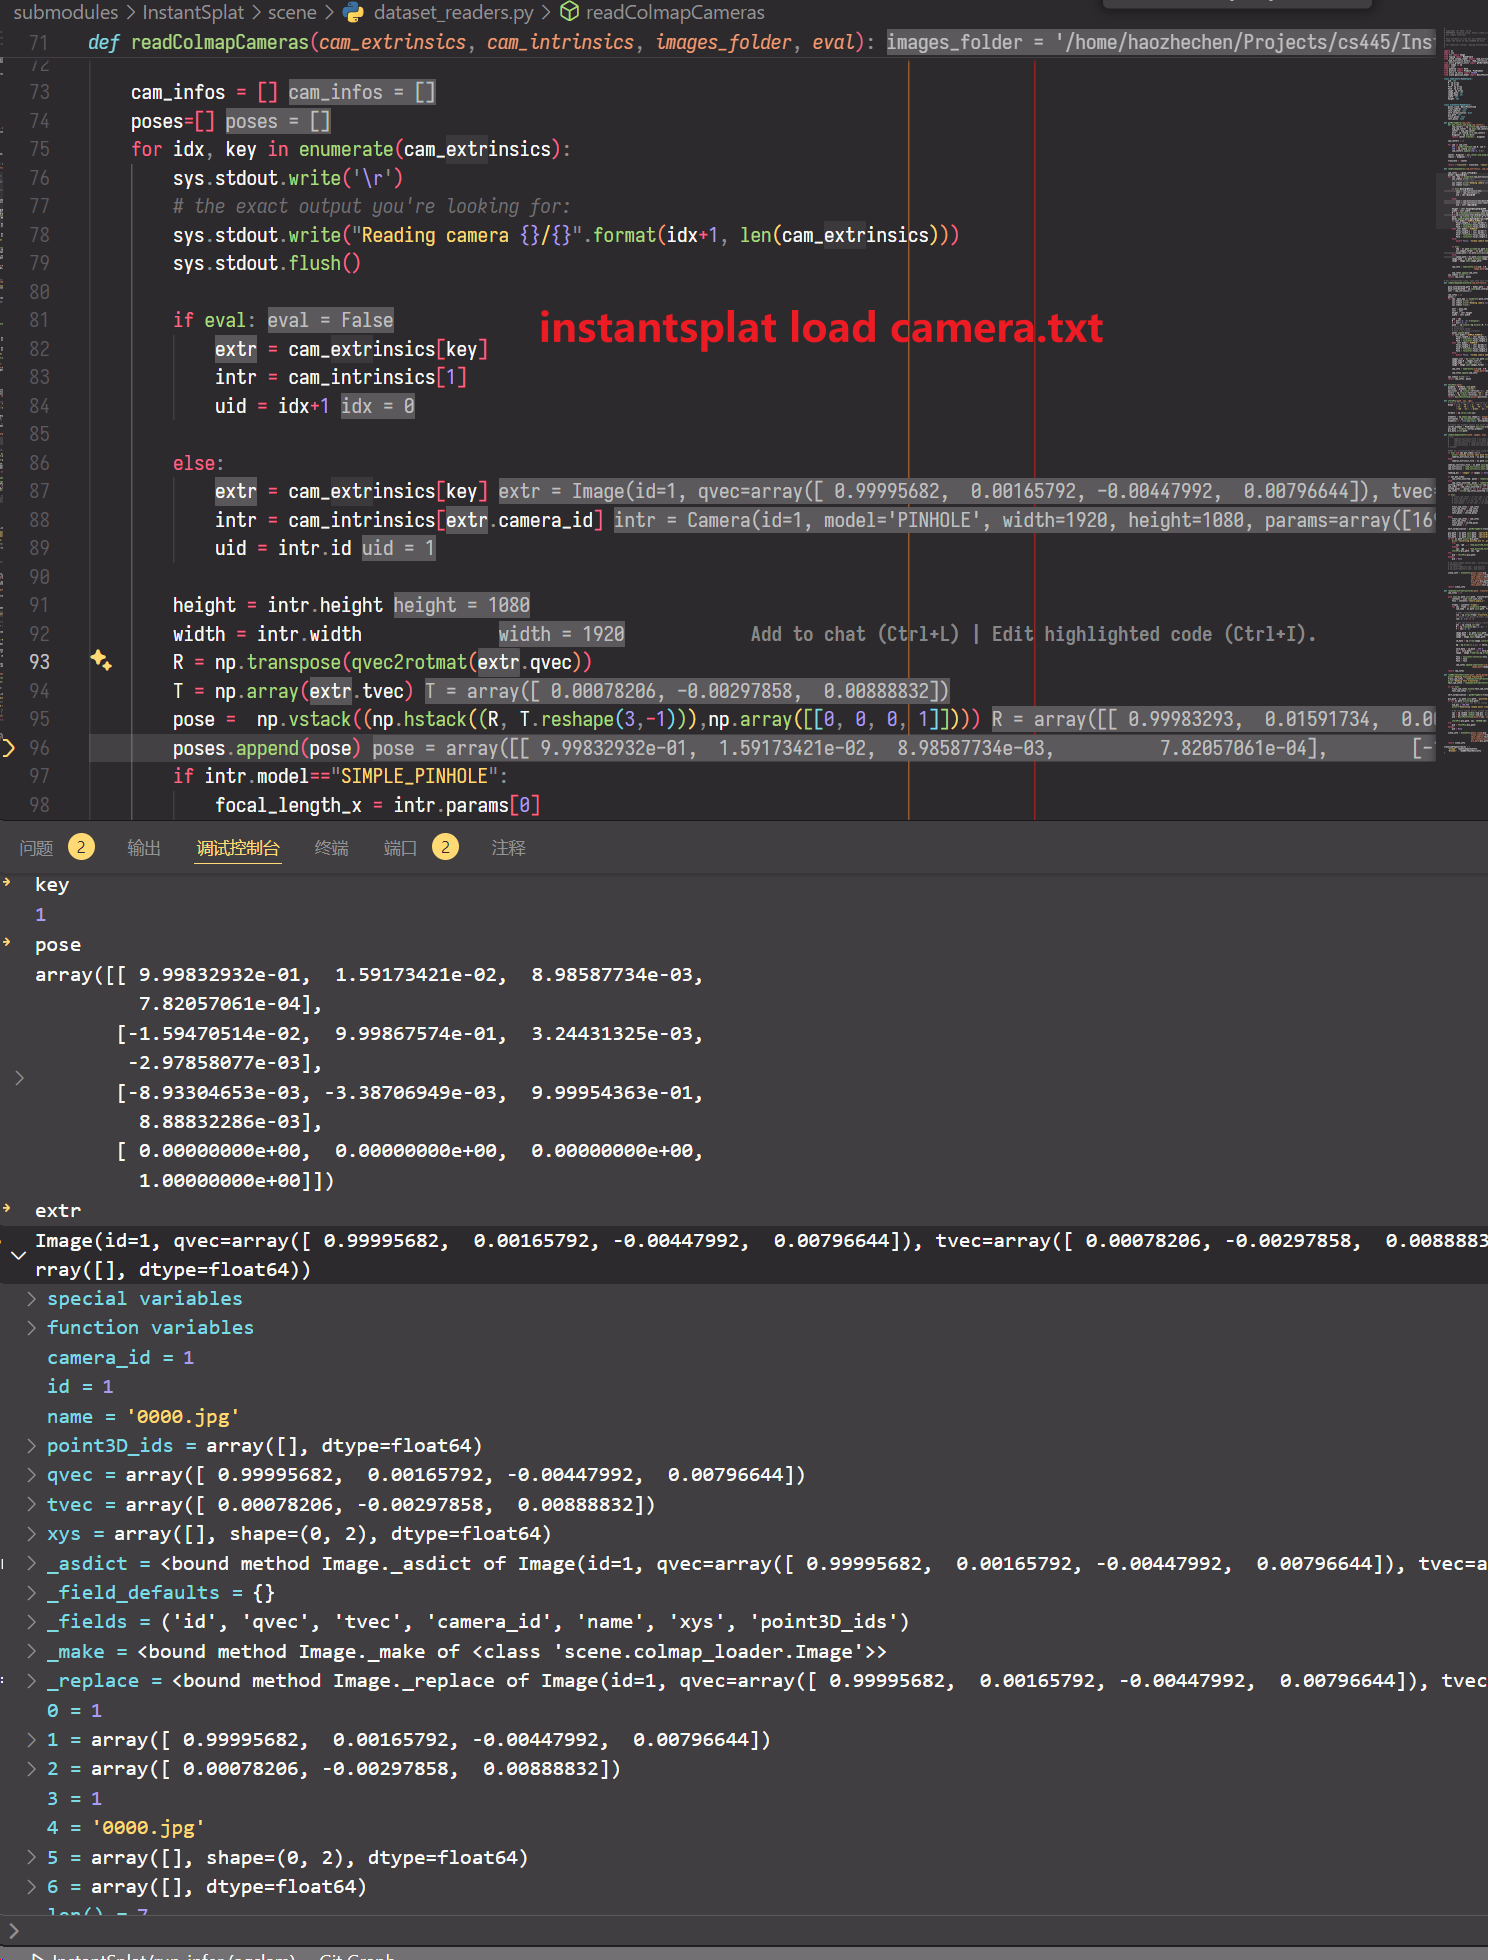 submodules > InstantSplat > scene > dataset_readers.py > readColmapCameras
71 def readColmapCameras(cam_extrinsics, cam_intrinsics, images_folder, eval): images_folder = '/home/haozhechen/Projects/cs445/Ins
72
73 cam_infos = [] cam_infos = []
74 poses=[] poses = []
75 for idx, key in enumerate(cam_extrinsics):
76 sys.stdout.write('\r')
77 # the exact output you're looking for:
78 sys.stdout.write("Reading camera {}/{}".format(idx+1, len(cam_extrinsics)))
79 sys.stdout.flush()
80
81 if eval: eval = False
instantsplat load camera.txt
82 extr = cam_extrinsics[key]
83 intr = cam_intrinsics[1]
84 uid = idx+1 idx = 0
85
86 else:
87 extr = cam_extrinsics[key] extr = Image(id=1, qvec=array([ 0.99995682,  0.00165792, -0.00447992,  0.00796644]), tvec=
88 intr = cam_intrinsics[extr.camera_id] intr = Camera(id=1, model='PINHOLE', width=1920, height=1080, params=array([169
89 uid = intr.id uid = 1
90
91 height = intr.height height = 1080
92 width = intr.width width = 1920 Add to chat (Ctrl+L) | Edit highlighted code (Ctrl+I).
93 R = np.transpose(qvec2rotmat(extr.qvec))
94 T = np.array(extr.tvec) T = array([ 0.00078206, -0.00297858,  0.00888832])
95 pose =  np.vstack((np.hstack((R, T.reshape(3,-1))),np.array([[0, 0, 0, 1]]))) R = array([[ 0.99983293,  0.01591734,  0.0
96 poses.append(pose) pose = array([[ 9.99832932e-01,  1.59173421e-02,  8.98587734e-03, 7.82057061e-04], [-
97 if intr.model=="SIMPLE_PINHOLE":
98 focal_length_x = intr.params[0]
问题 2 输出 调试控制台 终端 端口 2 注释
key
1
pose
array([[ 9.99832932e-01,  1.59173421e-02,  8.98587734e-03,
7.82057061e-04],
[-1.59470514e-02,  9.99867574e-01,  3.24431325e-03,
-2.97858077e-03],
[-8.93304653e-03, -3.38706949e-03,  9.99954363e-01,
8.88832286e-03],
[ 0.00000000e+00,  0.00000000e+00,  0.00000000e+00,
1.00000000e+00]])
extr
Image(id=1, qvec=array([ 0.99995682,  0.00165792, -0.00447992,  0.00796644]), tvec=array([ 0.00078206, -0.00297858,  0.0088883
rray([], dtype=float64))
> special variables
> function variables
camera_id = 1
id = 1
name = '0000.jpg'
> point3D_ids = array([], dtype=float64)
> qvec = array([ 0.99995682,  0.00165792, -0.00447992,  0.00796644])
> tvec = array([ 0.00078206, -0.00297858,  0.00888832])
> xys = array([], shape=(0, 2), dtype=float64)
> _asdict = <bound method Image._asdict of Image(id=1, qvec=array([ 0.99995682,  0.00165792, -0.00447992,  0.00796644]), tvec=a
> _field_defaults = {}
> _fields = ('id', 'qvec', 'tvec', 'camera_id', 'name', 'xys', 'point3D_ids')
> _make = <bound method Image._make of <class 'scene.colmap_loader.Image'>>
> _replace = <bound method Image._replace of Image(id=1, qvec=array([ 0.99995682,  0.00165792, -0.00447992,  0.00796644]), tvec
0 = 1
> 1 = array([ 0.99995682,  0.00165792, -0.00447992,  0.00796644])
> 2 = array([ 0.00078206, -0.00297858,  0.00888832])
3 = 1
4 = '0000.jpg'
> 5 = array([], shape=(0, 2), dtype=float64)
> 6 = array([], dtype=float64)
len() = 7